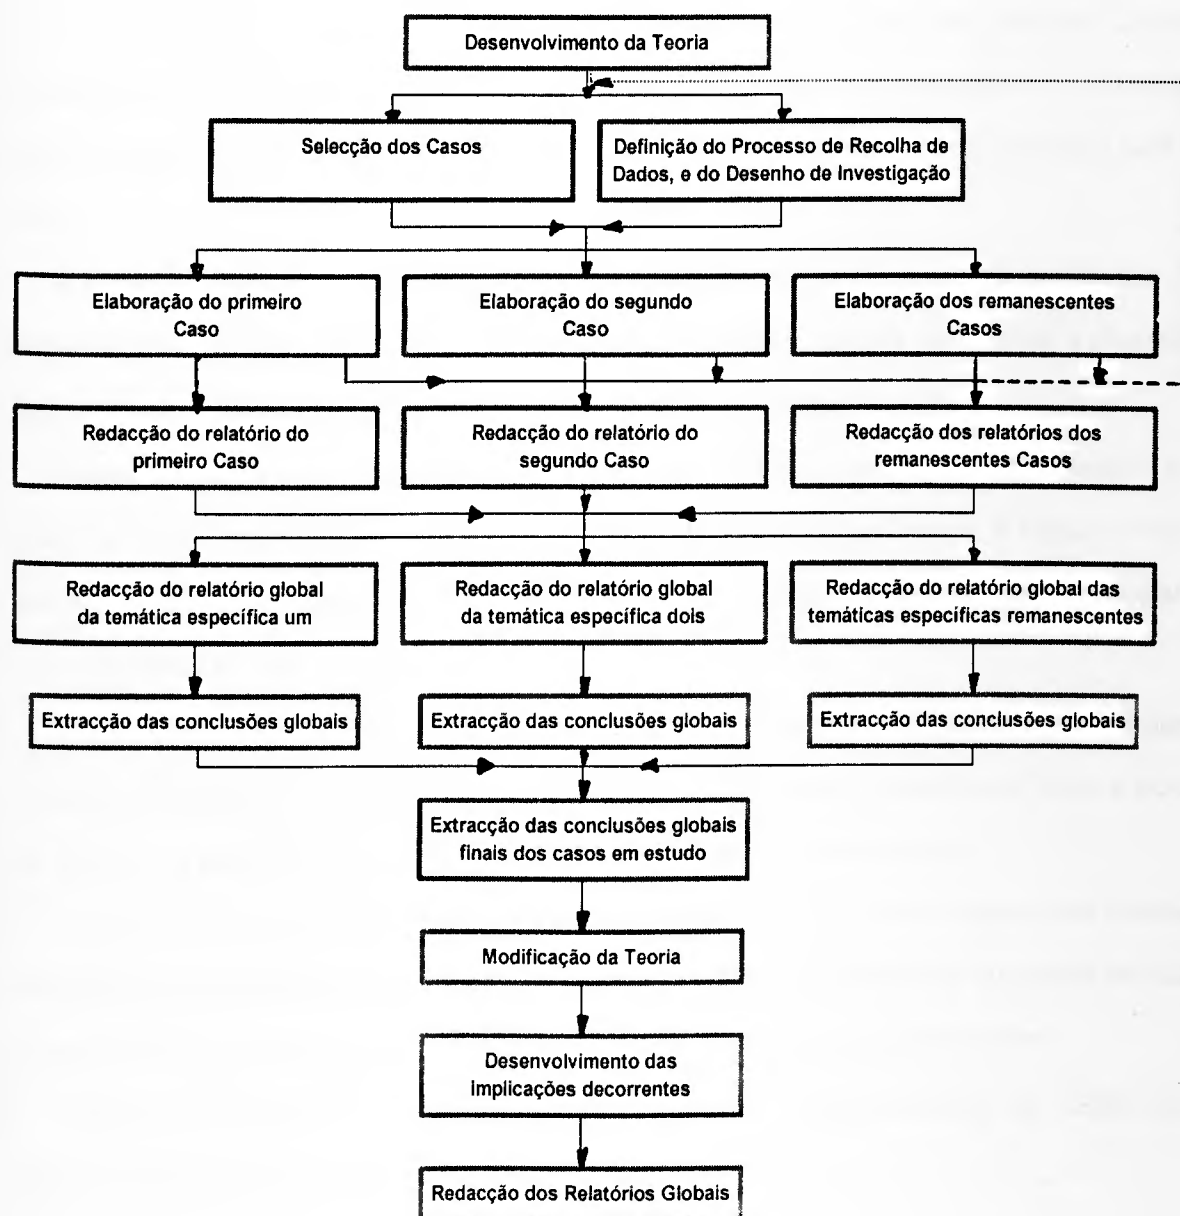 Desenvolvimento da Teoria
Selecção dos Casos
Definição do Processo de Recolha de
Dados, e do Desenho de Investigação
Elaboração do primeiro
Caso
Elaboração do segundo
Caso
Elaboração dos remanescentes
Casos
Redacção do relatório do
primeiro Caso
Redacção do relatório do
segundo Caso
Redacção dos relatórios dos
remanescentes Casos
Redacção do relatório global
da temática específica um
Redacção do relatório global
da temática específica dois
Redacção do relatório global das
temáticas específicas remanescentes
Extracção das conclusões globais
Extracção das conclusões globais
Extracção das conclusões globais
Extracção das conclusões globais
finais dos casos em estudo
Modificação da Teoria
Desenvolvimento das
implicações decorrentes
Redacção dos Relatórios Globais